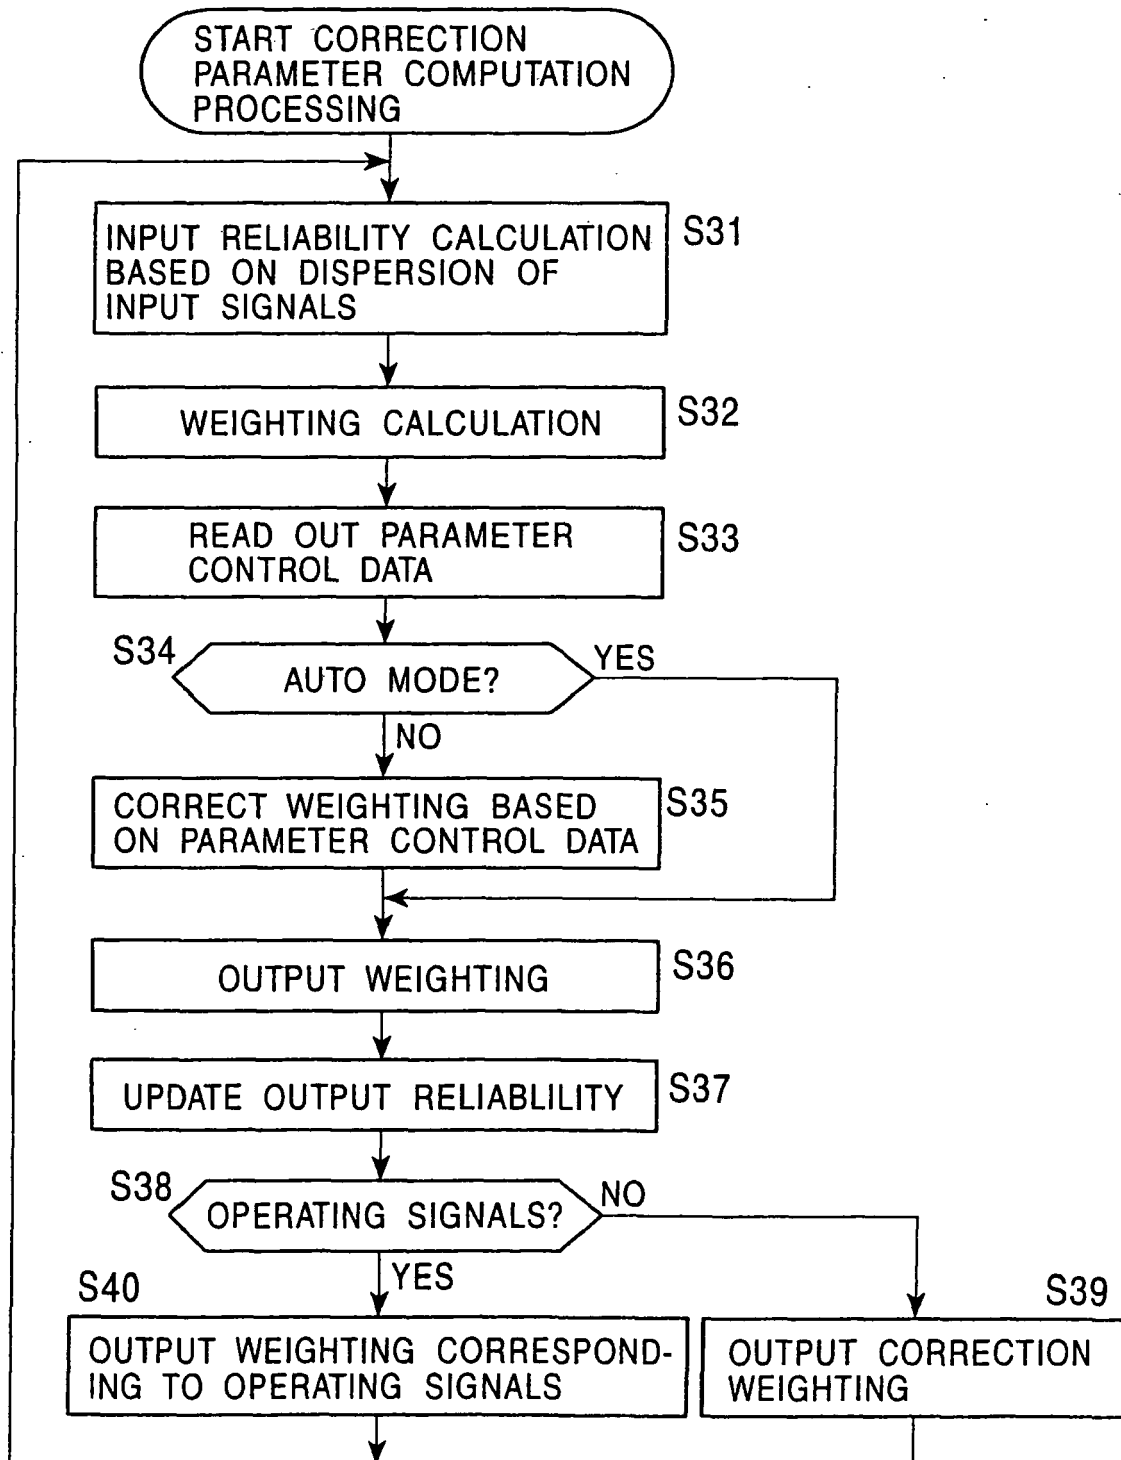 START CORRECTION
PARAMETER COMPUTATION
PROCESSING
INPUT RELIABILITY CALCULATION
BASED ON DISPERSION OF
INPUT SIGNALS
S31
WEIGHTING CALCULATION
S32
READ OUT PARAMETER
CONTROL DATA
S33
S34
AUTO MODE?
YES
NO
CORRECT WEIGHTING BASED
ON PARAMETER CONTROL DATA
S35
OUTPUT WEIGHTING
S36
UPDATE OUTPUT RELIABLILITY
S37
S38
OPERATING SIGNALS?
NO
YES
S40
OUTPUT WEIGHTING CORRESPOND-
ING TO OPERATING SIGNALS
S39
OUTPUT CORRECTION
WEIGHTING